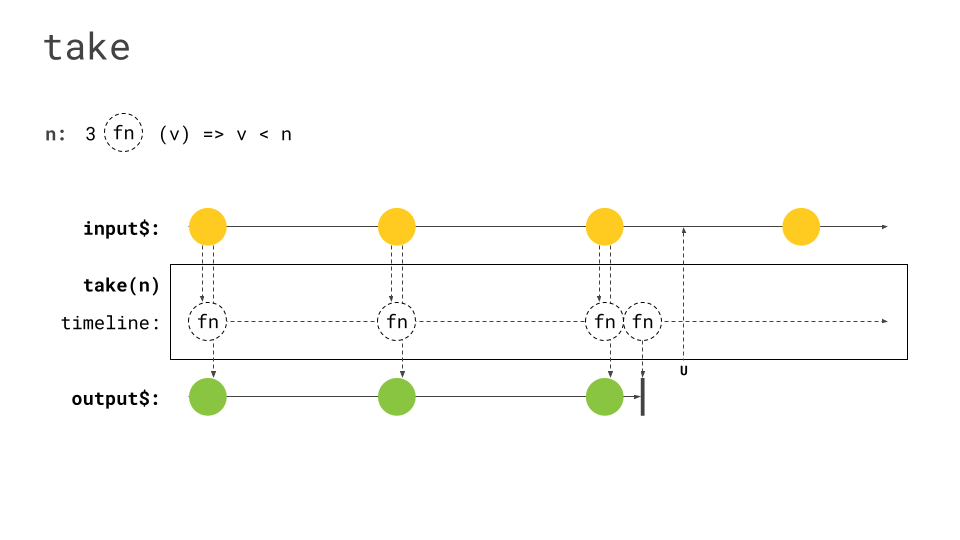 take
n: 3 fn (v) => v < n
input$:
take(n)
timeline: fn fn fn fn
U
output$: